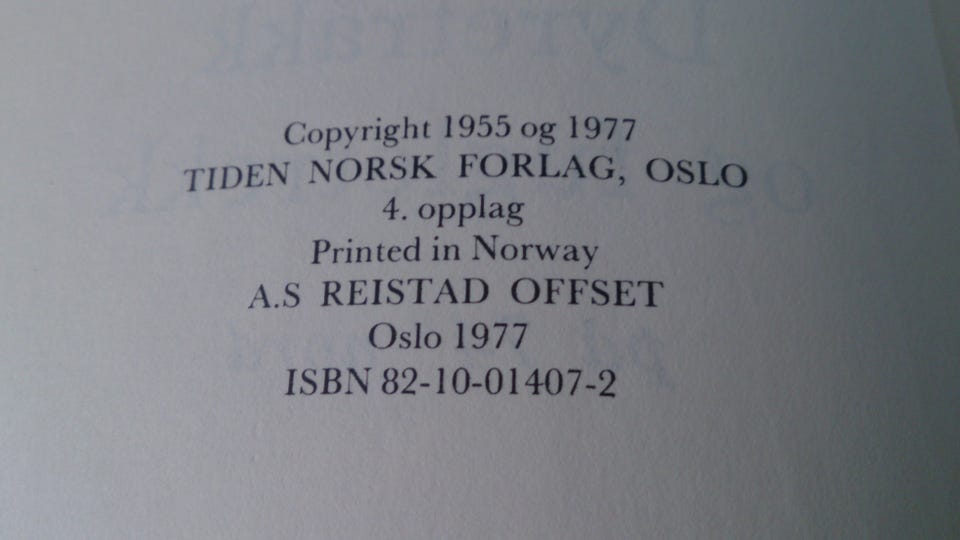 Copyright 1955 og 1977
TIDEN NORSK FORLAG, OSLO
4. opplag
Printed in Norway
A.S REISTAD OFFSET
Oslo 1977
ISBN 82-10-01407-2